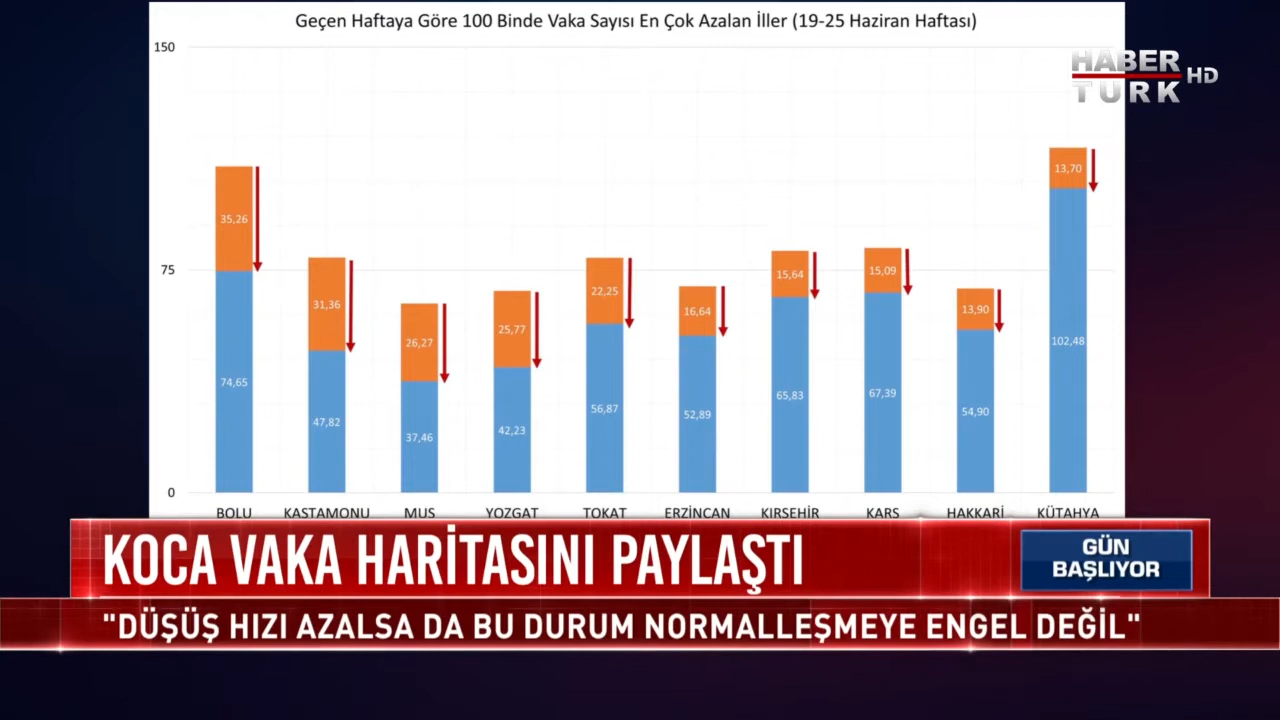 Geçen Haftaya Göre 100 Binde Vaka Sayısı En Çok Azalan İller (19-25 Haziran Haftası)
150
HABER
TURK HD
13,70
35,26
75
31,36
26,27
25,77
22,25
16,64
15,64
15,09
13,90
74,65
47,82
37,46
42,23
56,87
52,89
65,83
67,39
54,90
102,48
0
BOLU KASTAMONU MUŞ YOZGAT TOKAT ERZİNCAN KIRŞEHİR KARS HAKKARİ KÜTAHYA
KOCA VAKA HARİTASINI PAYLAŞTI
GÜN
BAŞLIYOR
"DÜŞÜŞ HIZI AZALSA DA BU DURUM NORMALLEŞMEYE ENGEL DEĞİL"